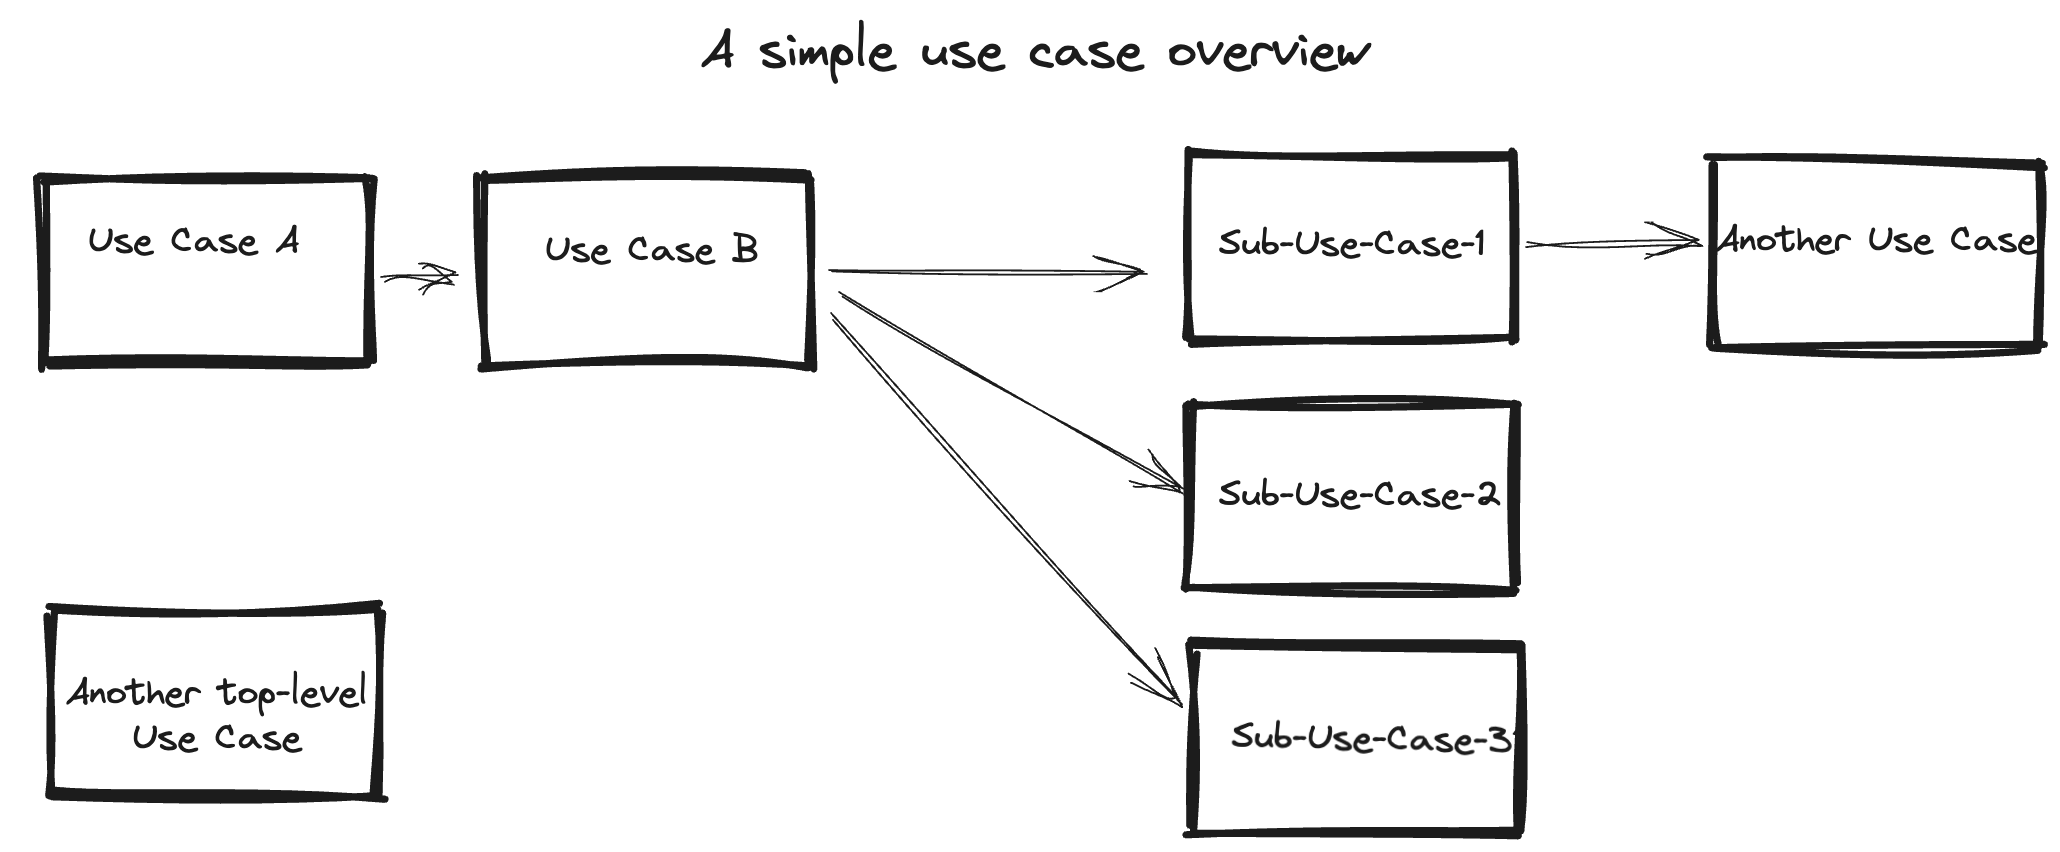 A simple use case overview
Use Case A
Use Case B
Sub-Use-Case-1
Another Use Case
Sub-Use-Case-2
Another top-level
Use Case
Sub-Use-Case-3